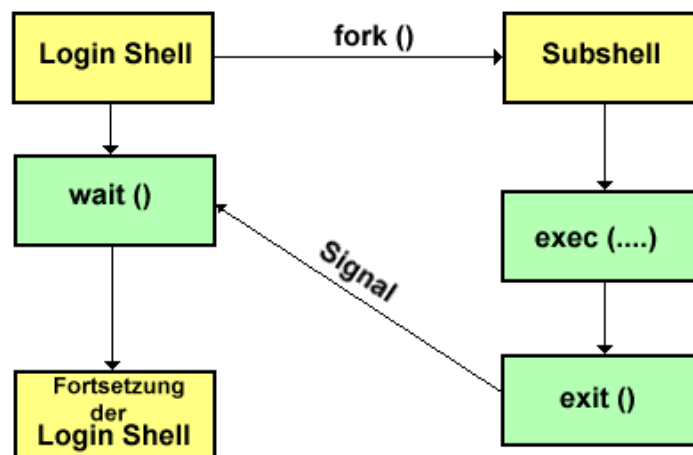 Login Shell
fork ()
Subshell
wait ()
exec (....)
Signal
Fortsetzung
der
Login Shell
exit ()